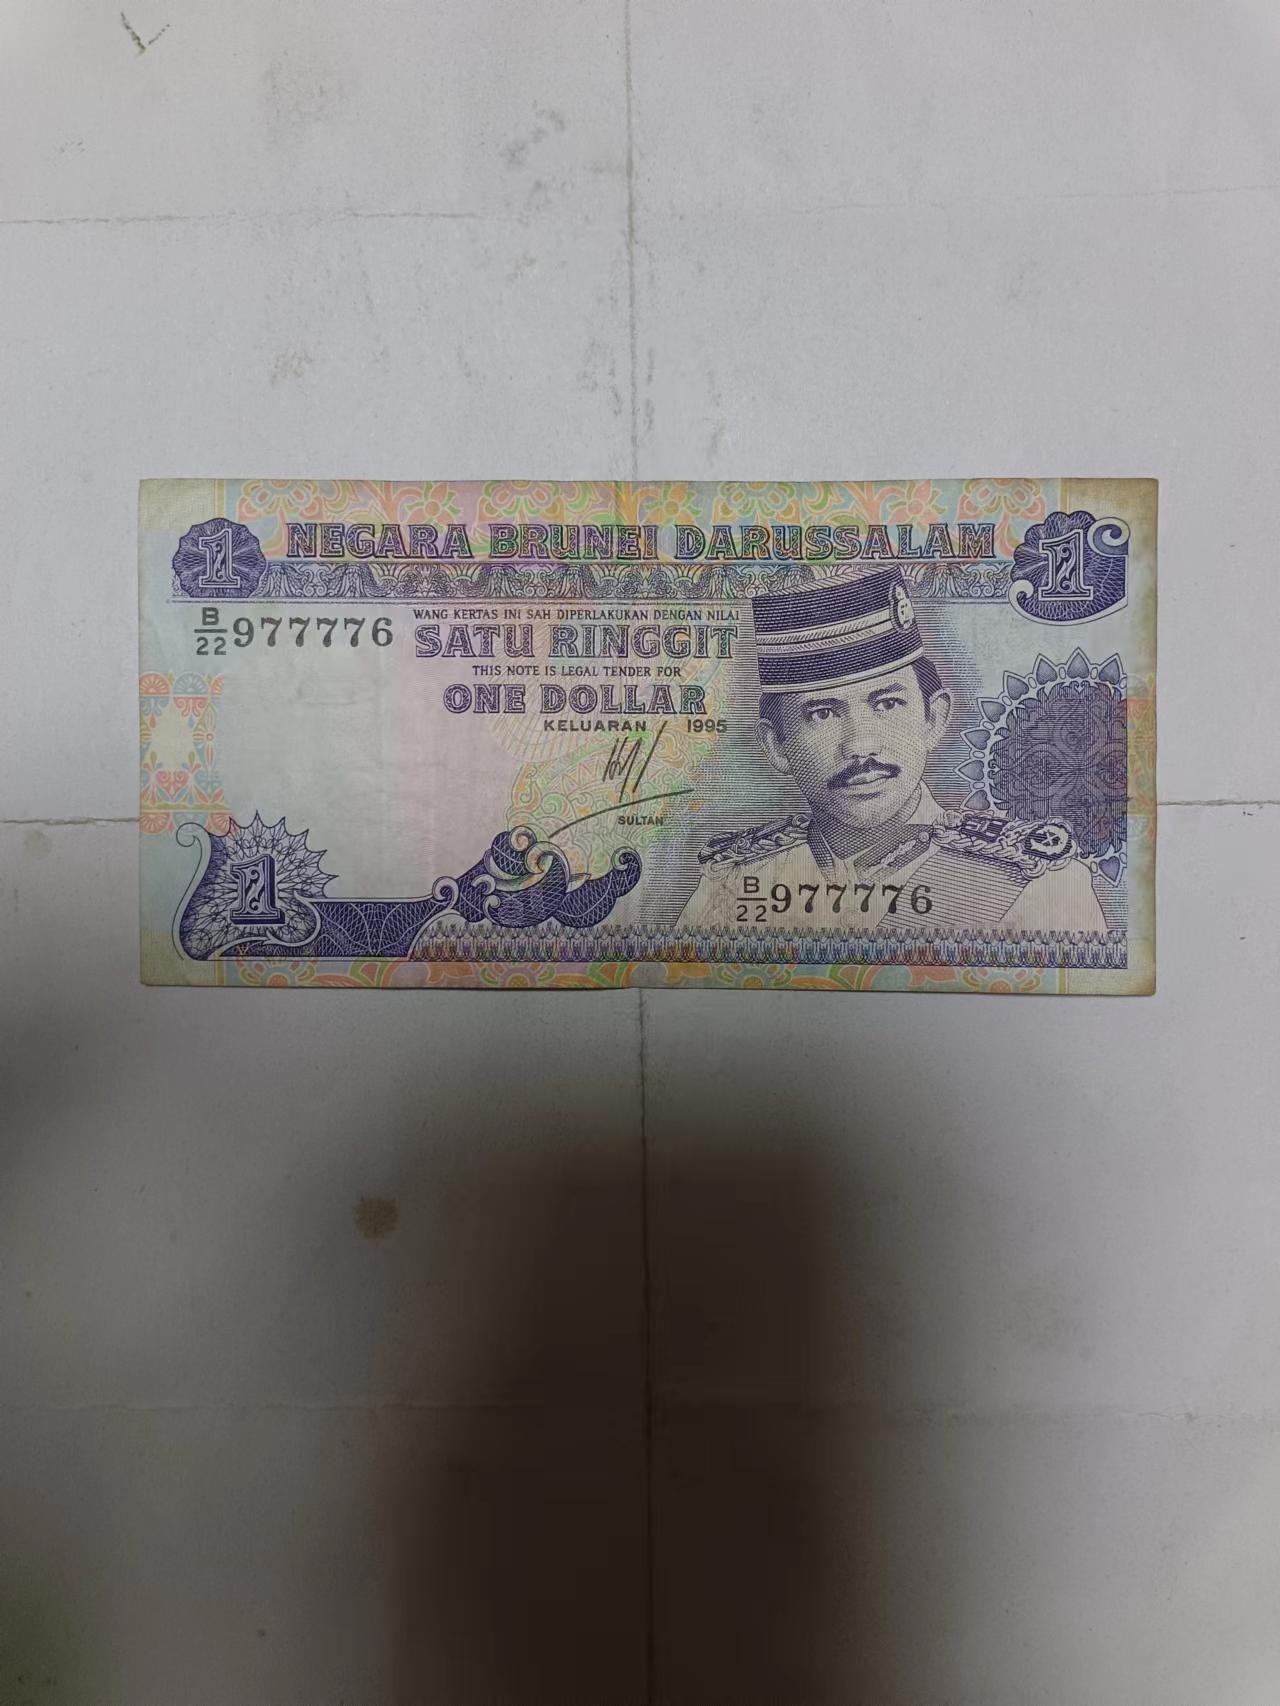 1 NEGARA BRUNEI DARUSSALAM 1
B/22 977776
WANG KERTAS INI SAH DIPERLAKUKAN DENGAN NILAI
SATU RINGGIT
THIS NOTE IS LEGAL TENDER FOR
ONE DOLLAR
KELUARAN 1995
SULTAN
1
B/22 977776